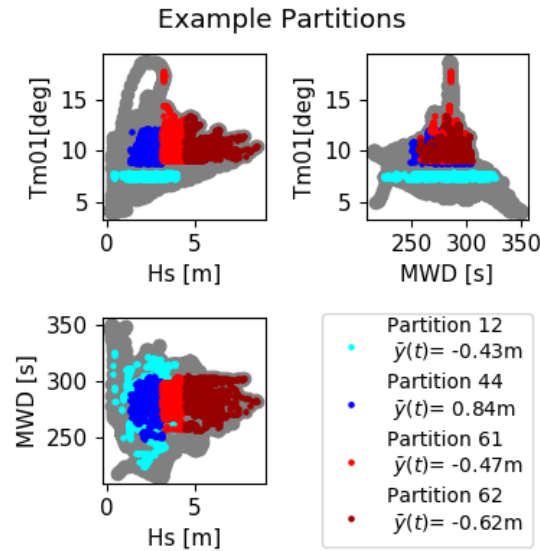 Example Partitions
Tm01[deg]
15
10
5
0
5
Hs [m]
Tm01[deg]
15
10
5
250
300
350
MWD [s]
MWD [s]
350
300
250
0
5
Hs [m]
Partition 12
ȳ(t)= -0.43m
Partition 44
ȳ(t)= 0.84m
Partition 61
ȳ(t)= -0.47m
Partition 62
ȳ(t)= -0.62m